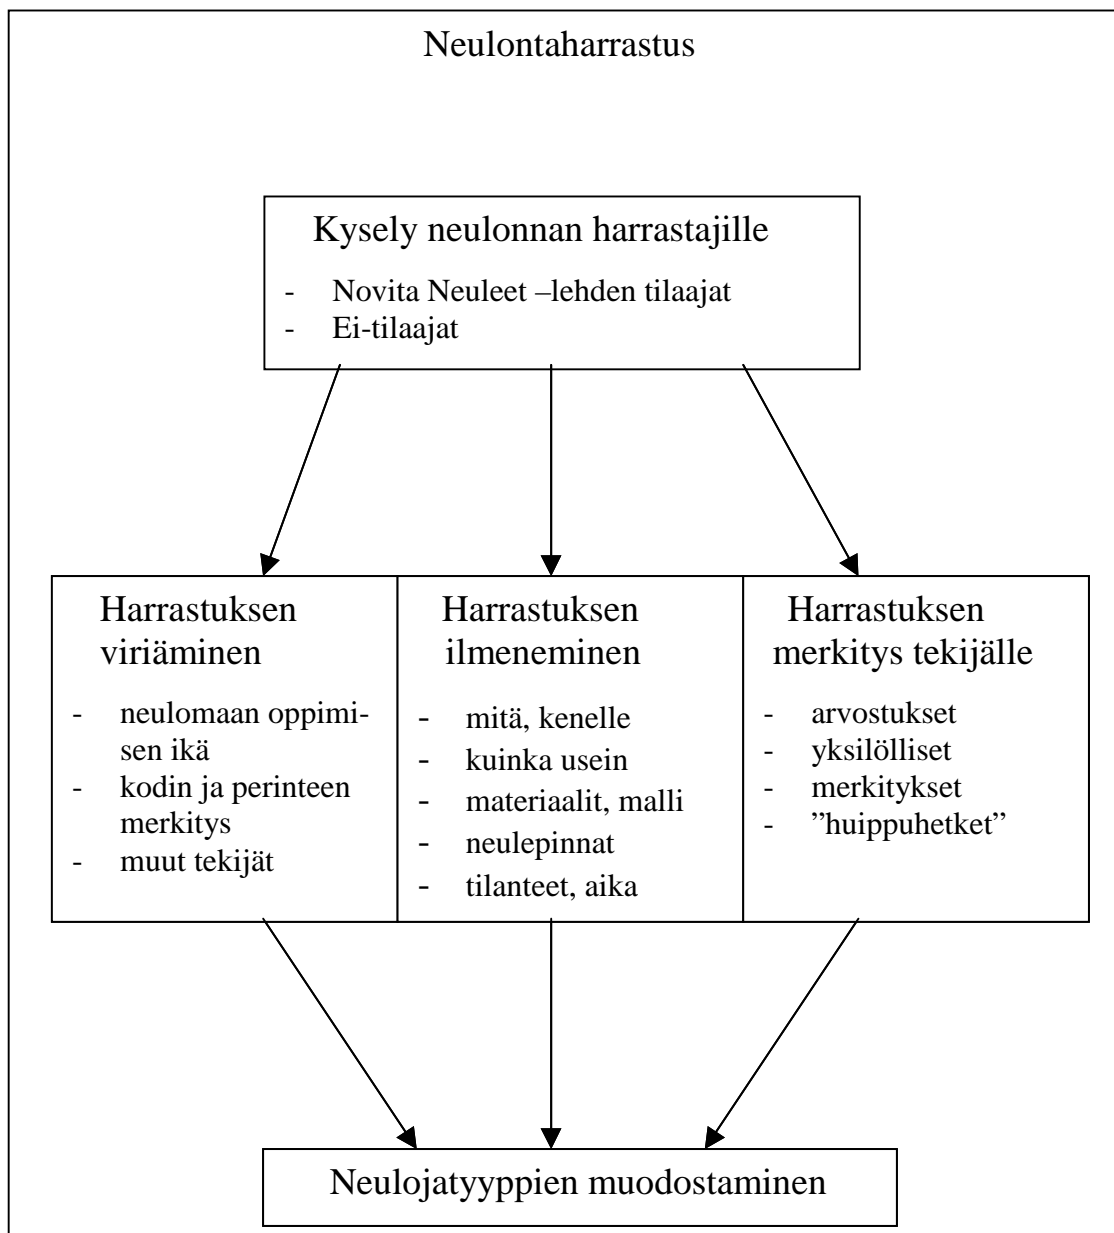 Neulontaharrastus
Kysely neulonnan harrastajille
- Novita Neuleet –lehden tilaajat
- Ei-tilaajat
Harrastuksen
viriäminen
- neulomaan oppimi-
sen ikä
- kodin ja perinteen
merkitys
- muut tekijät
Harrastuksen
ilmeneminen
- mitä, kenelle
- kuinka usein
- materiaalit, malli
- neulepinnat
- tilanteet, aika
Harrastuksen
merkitys tekijälle
- arvostukset
- yksilölliset
- merkitykset
- ”huippuhetket”
Neulojatyyppien muodostaminen